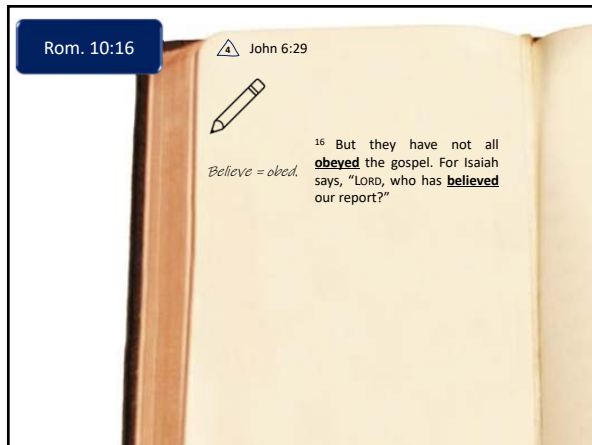 Rom. 10:16
4 John 6:29
Believe = obed.
16 But they have not all
obeyed the gospel. For Isaiah
says, “LORD, who has believed
our report?”